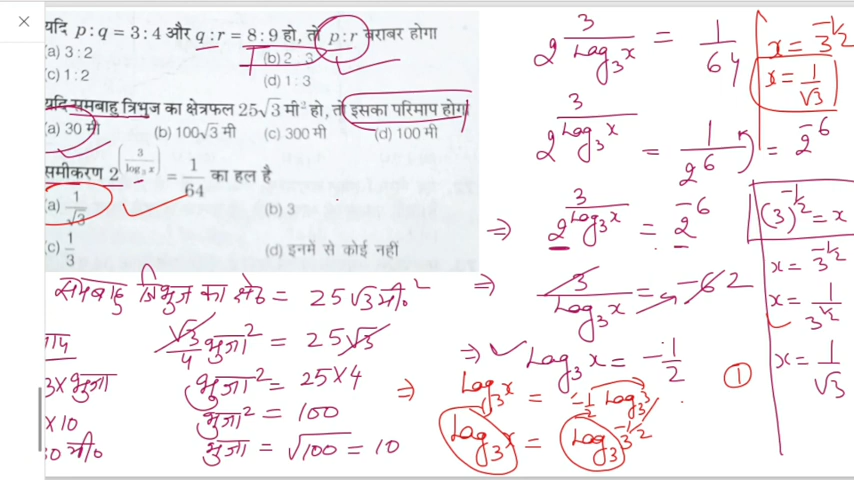 यदि p : q = 3 : 4 और q : r = 8 : 9 हो, तो p : r बराबर होगा
(a) 3 : 2
(b) 2 : 3
(c) 1 : 2
(d) 1 : 3
यदि समबाहु त्रिभुज का क्षेत्रफल 25√3 मी² हो, तो इसका परिमाप होगा
(a) 30 मी
(b) 100√3 मी
(c) 300 मी
(d) 100 मी
समीकरण 2^(3/log₃x) = 1/64 का हल है
(a) 1/√3
(b) 3
(c) 1/3
(d) इनमें से कोई नहीं
समबाहु त्रिभुज का क्षे० = 25√3 मी०²
√3/4 भुजा² = 25√3
3×भुजा
भुजा² = 25×4
×10
भुजा² = 100
30 मी०
भुजा = √100 = 10
2^(3/Log₃x) = 1/64
2^(3/Log₃x) = 1/2⁶ = 2⁻⁶
⇒ 2^(3/Log₃x) = 2⁻⁶
⇒ 3/Log₃x = -6 2
⇒ Log₃x = -1/2
①
⇒ Log₃x = -1/2 Log₃3
Log₃x = Log₃3^(-1/2)
x = 3^(-1/2)
x = 1/√3
(3)^(-1/2) = x
x = 3^(-1/2)
x = 1/3^(1/2)
x = 1/√3